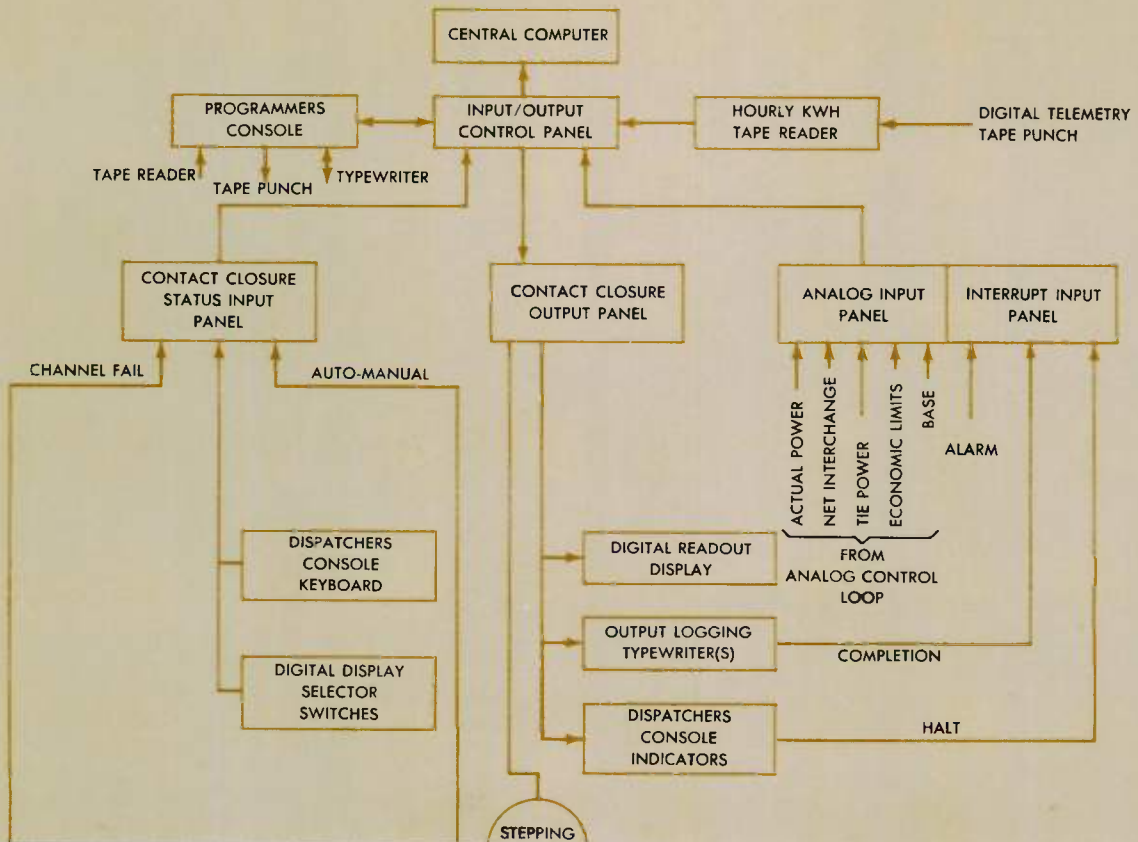 CENTRAL COMPUTER
PROGRAMMERS
CONSOLE
INPUT/OUTPUT
CONTROL PANEL
HOURLY KWH
TAPE READER
DIGITAL TELEMETRY
TAPE PUNCH
TAPE READER
TAPE PUNCH
TYPEWRITER
CONTACT CLOSURE
STATUS INPUT
PANEL
CONTACT CLOSURE
OUTPUT PANEL
ANALOG INPUT
PANEL
INTERRUPT INPUT
PANEL
CHANNEL FAIL
AUTO-MANUAL
ACTUAL POWER
NET INTERCHANGE
TIE POWER
ECONOMIC LIMITS
BASE
ALARM
FROM
ANALOG CONTROL
LOOP
DISPATCHERS
CONSOLE
KEYBOARD
DIGITAL READOUT
DISPLAY
OUTPUT LOGGING
TYPEWRITER(S)
COMPLETION
DIGITAL DISPLAY
SELECTOR
SWITCHES
DISPATCHERS
CONSOLE
INDICATORS
HALT
STEPPING